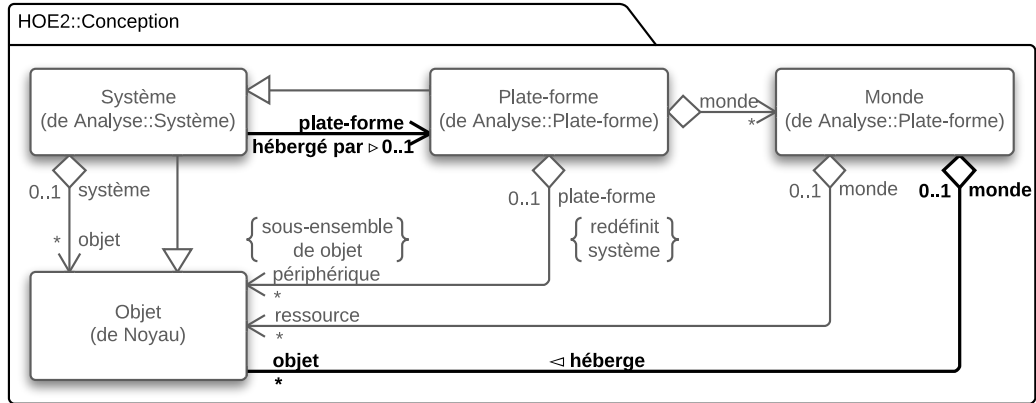 HOE2::Conception
Système
(de Analyse::Système)
Plate-forme
(de Analyse::Plate-forme)
Monde
(de Analyse::Plate-forme)
monde
*
plate-forme
hébergé par ▹ 0..1
0..1
système
0..1
plate-forme
0..1
monde
0..1
monde
* objet
sous-ensemble
de objet
redéfinit
système
périphérique
*
Objet
(de Noyau)
ressource
*
objet
◃ héberge
*